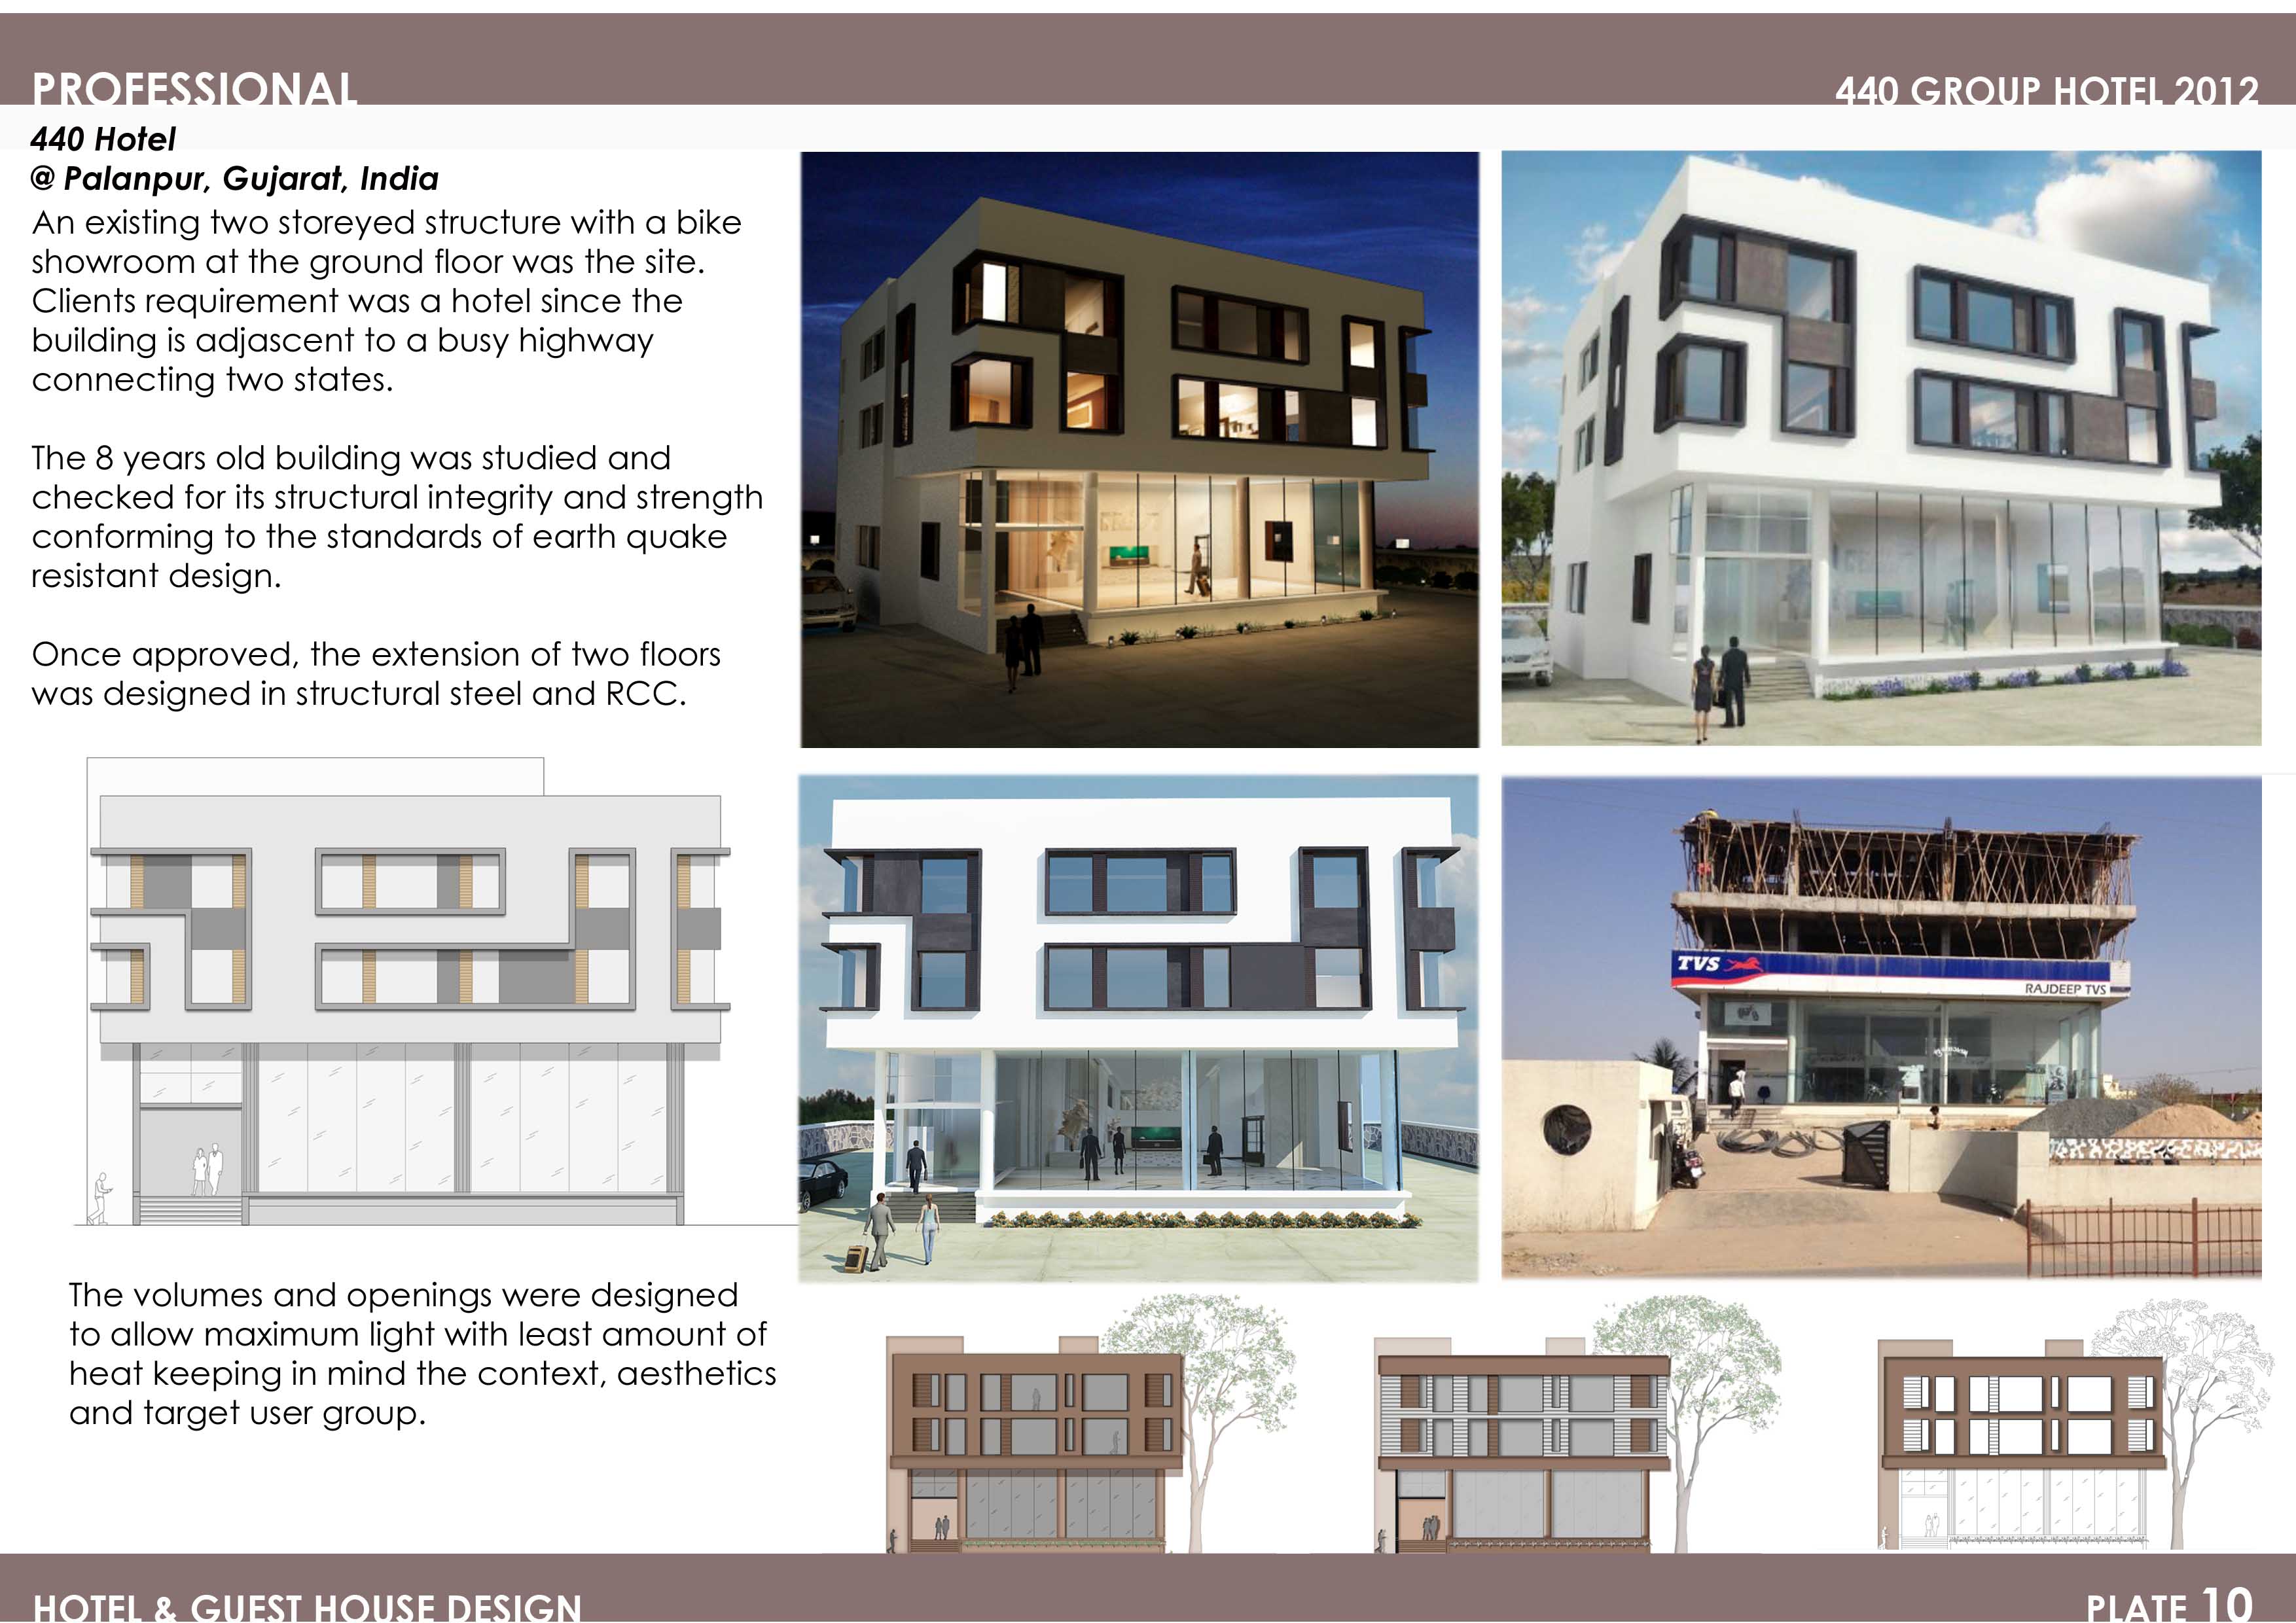 PROFESSIONAL
440 GROUP HOTEL 2012
440 Hotel
@ Palanpur, Gujarat, India
An existing two storeyed structure with a bike
showroom at the ground floor was the site.
Clients requirement was a hotel since the
building is adjascent to a busy highway
connecting two states.
The 8 years old building was studied and
checked for its structural integrity and strength
conforming to the standards of earth quake
resistant design.
Once approved, the extension of two floors
was designed in structural steel and RCC.
TVS
RAJDEEP TVS
The volumes and openings were designed
to allow maximum light with least amount of
heat keeping in mind the context, aesthetics
and target user group.
HOTEL & GUEST HOUSE DESIGN
PLATE 10